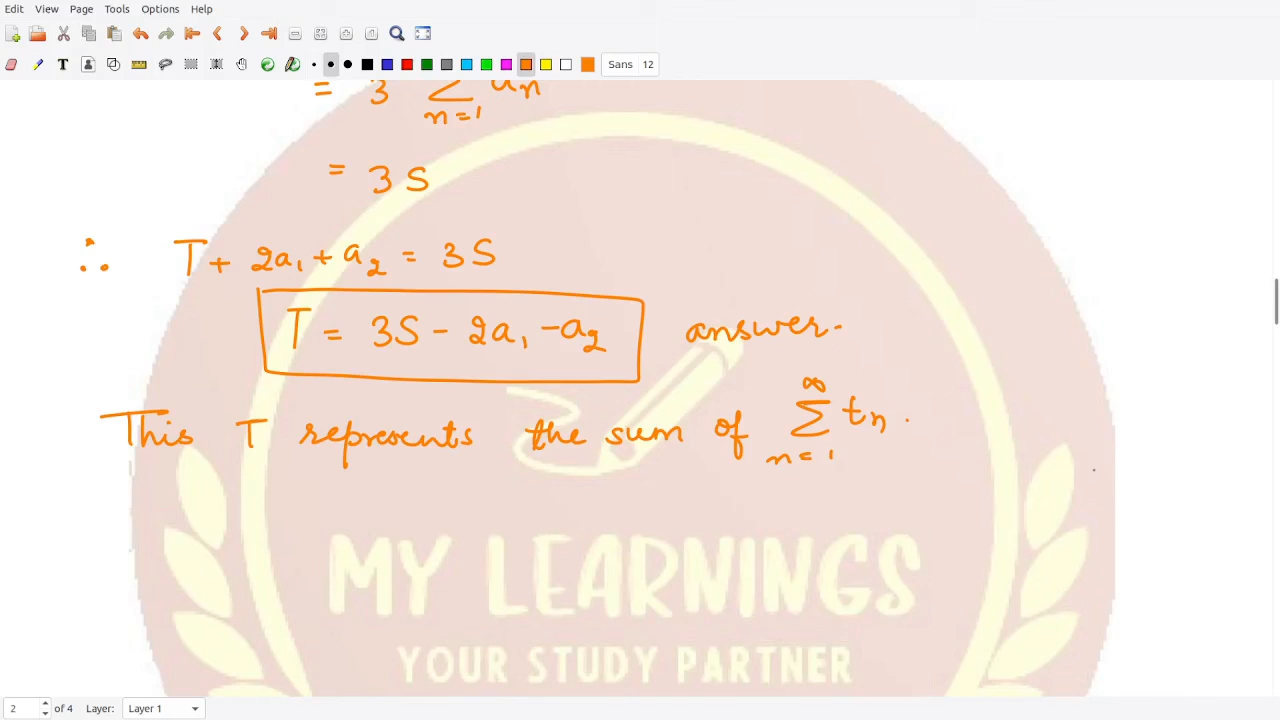 Edit View Page Tools Options Help
Sans 12
= 3 ∑ aₙ
n=1
= 3S
∴ T + 2a₁ + a₂ = 3S
T = 3S - 2a₁ - a₂ answer.
∞
This T represents the sum of ∑ tₙ.
n=1
MY LEARNINGS
YOUR STUDY PARTNER
2 of 4 Layer: Layer 1